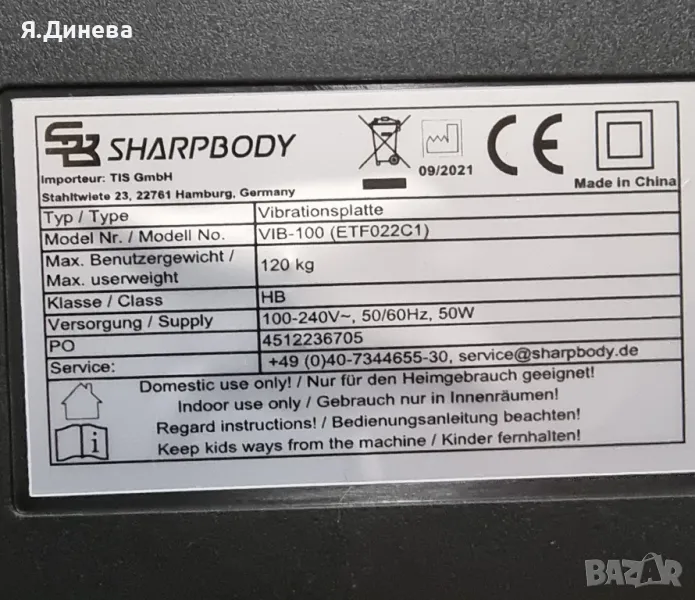 Я.Динева
SHARPBODY
Importeur: TIS GmbH
Stahltwiete 23, 22761 Hamburg, Germany
09/2021
CE
Made in China
Typ / Type Vibrationsplatte
Model Nr. / Modell No. VIB-100 (ETF022C1)
Max. Benutzergewicht /
Max. userweight 120 kg
Klasse / Class HB
Versorgung / Supply 100-240V~, 50/60Hz, 50W
PO 4512236705
Service: +49 (0)40-7344655-30, service@sharpbody.de
Domestic use only! / Nur für den Heimgebrauch geeignet!
Indoor use only / Gebrauch nur in Innenräumen!
Regard instructions! / Bedienungsanleitung beachten!
Keep kids ways from the machine / Kinder fernhalten!
BAZAR